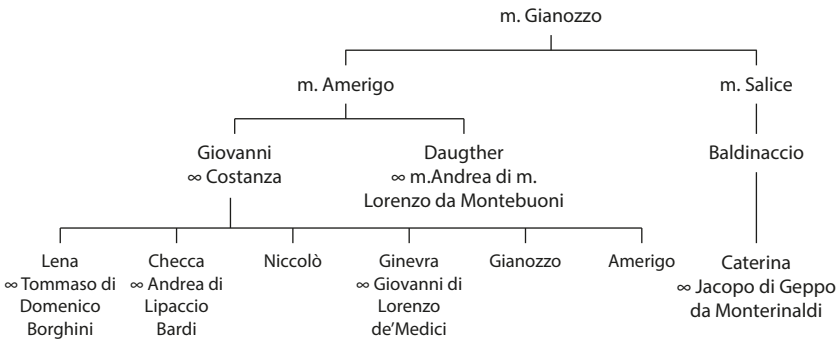 m. Gianozzo
m. Amerigo
m. Salice
Giovanni
∞ Costanza
Daugther
∞ m.Andrea di m.
Lorenzo da Montebuoni
Baldinaccio
Lena
∞ Tommaso di
Domenico
Borghini
Checca
∞ Andrea di
Lipaccio
Bardi
Niccolò
Ginevra
∞ Giovanni di
Lorenzo
de'Medici
Gianozzo
Amerigo
Caterina
∞ Jacopo di Geppo
da Monterinaldi